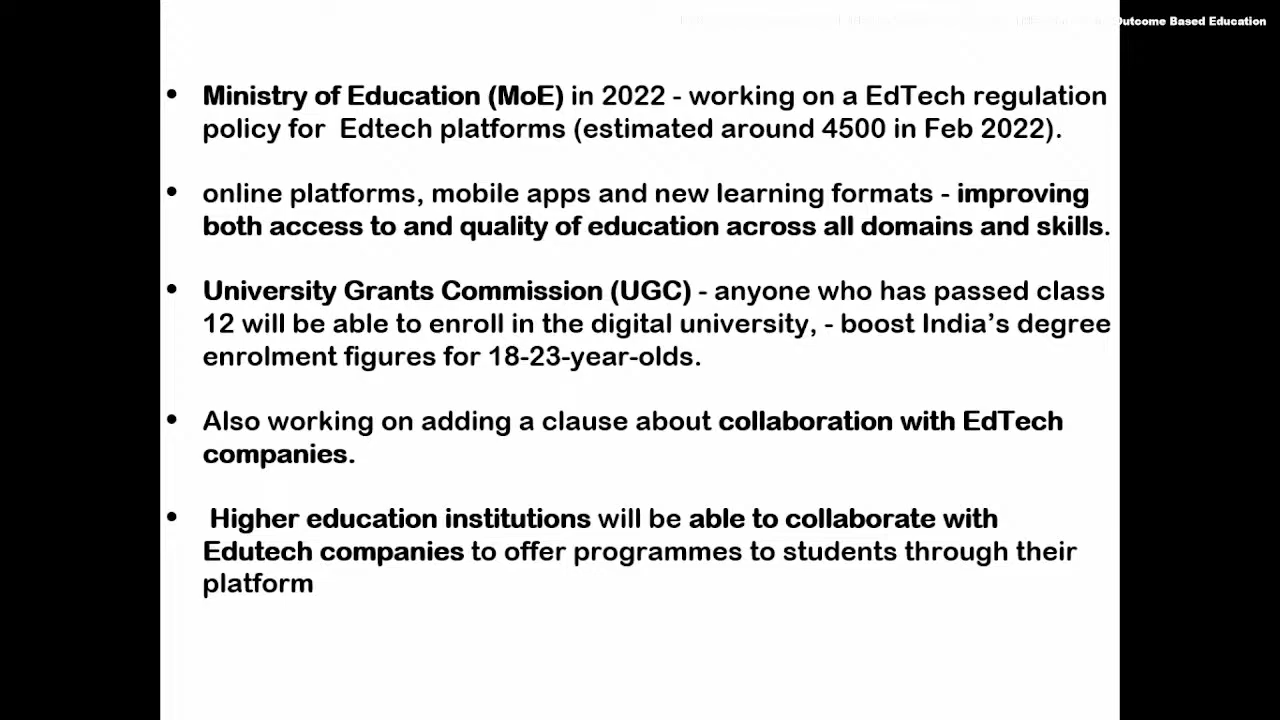 Outcome Based Education
• Ministry of Education (MoE) in 2022 - working on a EdTech regulation
policy for Edtech platforms (estimated around 4500 in Feb 2022).
• online platforms, mobile apps and new learning formats - improving
both access to and quality of education across all domains and skills.
• University Grants Commission (UGC) - anyone who has passed class
12 will be able to enroll in the digital university, - boost India's degree
enrolment figures for 18-23-year-olds.
• Also working on adding a clause about collaboration with EdTech
companies.
• Higher education institutions will be able to collaborate with
Edutech companies to offer programmes to students through their
platform